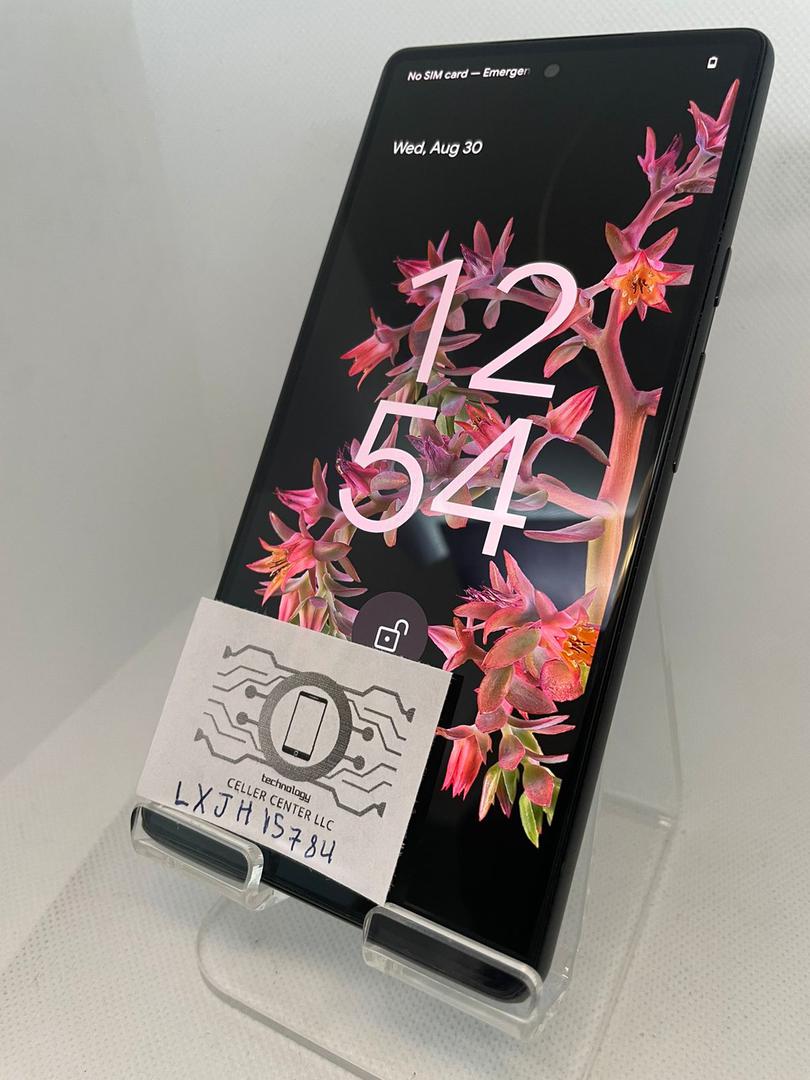 No SIM card — Emergen
Wed, Aug 30
12
54
technology
CELLER CENTER LLC
LXJH15784